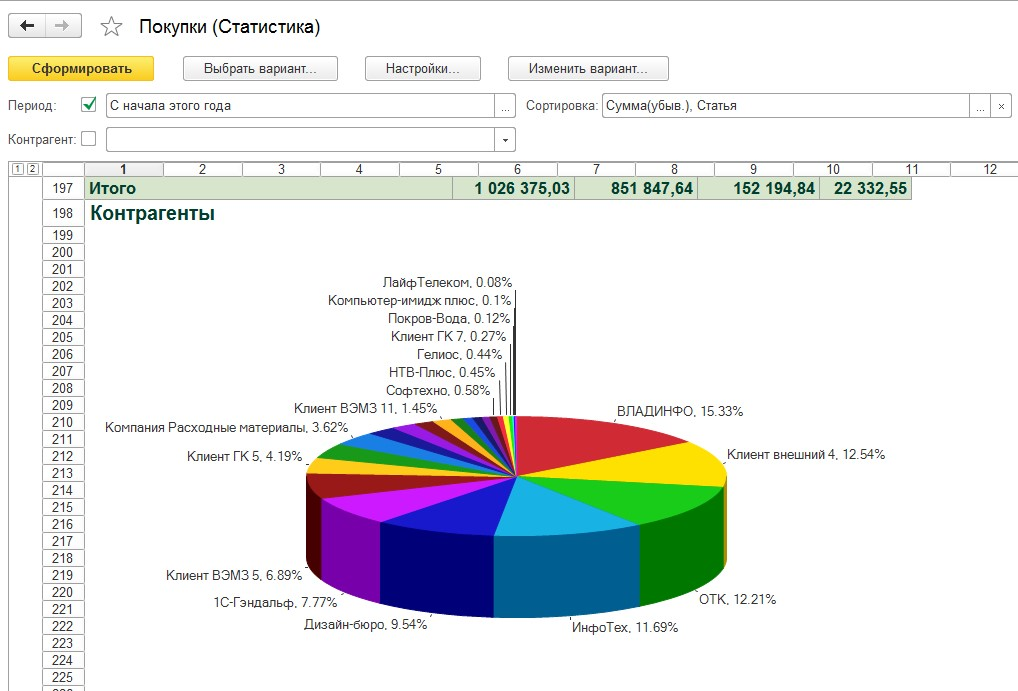 Покупки (Статистика)
Сформировать Выбрать вариант... Настройки... Изменить вариант...
Период: С начала этого года ... Сортировка: Сумма(убыв.), Статья ... ×
Контрагент:
1 2 1 2 3 4 5 6 7 8 9 10 11 12
197 Итого 1 026 375,03 851 847,64 152 194,84 22 332,55
198 Контрагенты
199
200
201
202 ЛайфТелеком, 0.08%
203 Компьютер-имидж плюс, 0.1%
204 Покров-Вода, 0.12%
205 Клиент ГК 7, 0.27%
206 Гелиос, 0.44%
207 НТВ-Плюс, 0.45%
208 Софтехно, 0.58%
209 Клиент ВЭМЗ 11, 1.45% ВЛАДИНФО, 15.33%
210 Компания Расходные материалы, 3.62%
211
212 Клиент ГК 5, 4.19% Клиент внешний 4, 12.54%
213
214
215
216
217
218
219 Клиент ВЭМЗ 5, 6.89%
220
221 1С-Гэндальф, 7.77% ОТК, 12.21%
222 Дизайн-бюро, 9.54% ИнфоТех, 11.69%
223
224
225